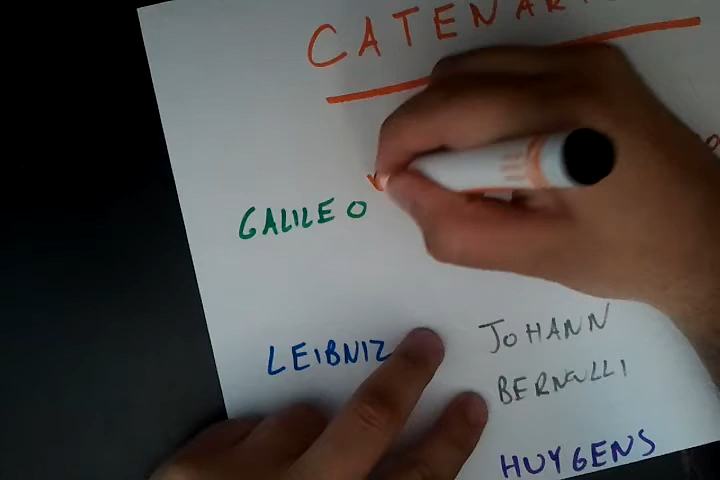 CATENAR
GALILEO
LEIBNIZ
JOHANN
BERNULLI
HUYGENS